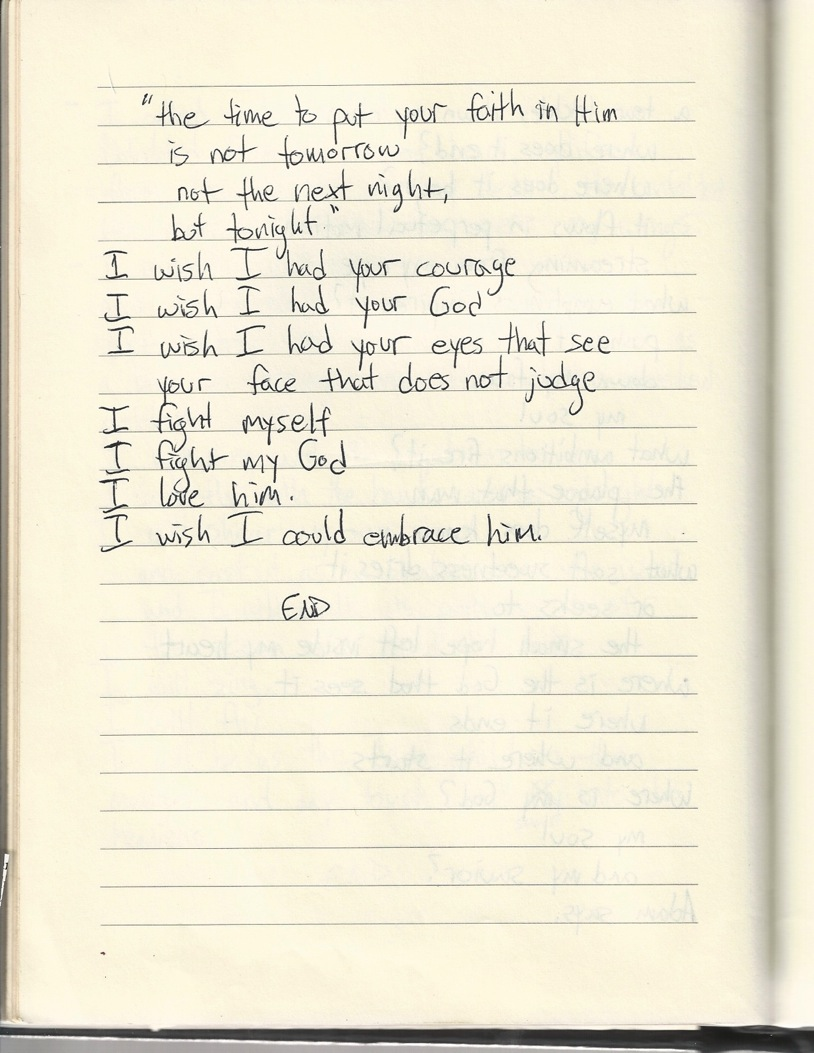 "the time to put your faith in Him
is not tomorrow
not the next night,
but tonight."
I wish I had your courage
I wish I had your God
I wish I had your eyes that see
your face that does not judge
I fight myself
I fight my God
I love him.
I wish I could embrace him.
END